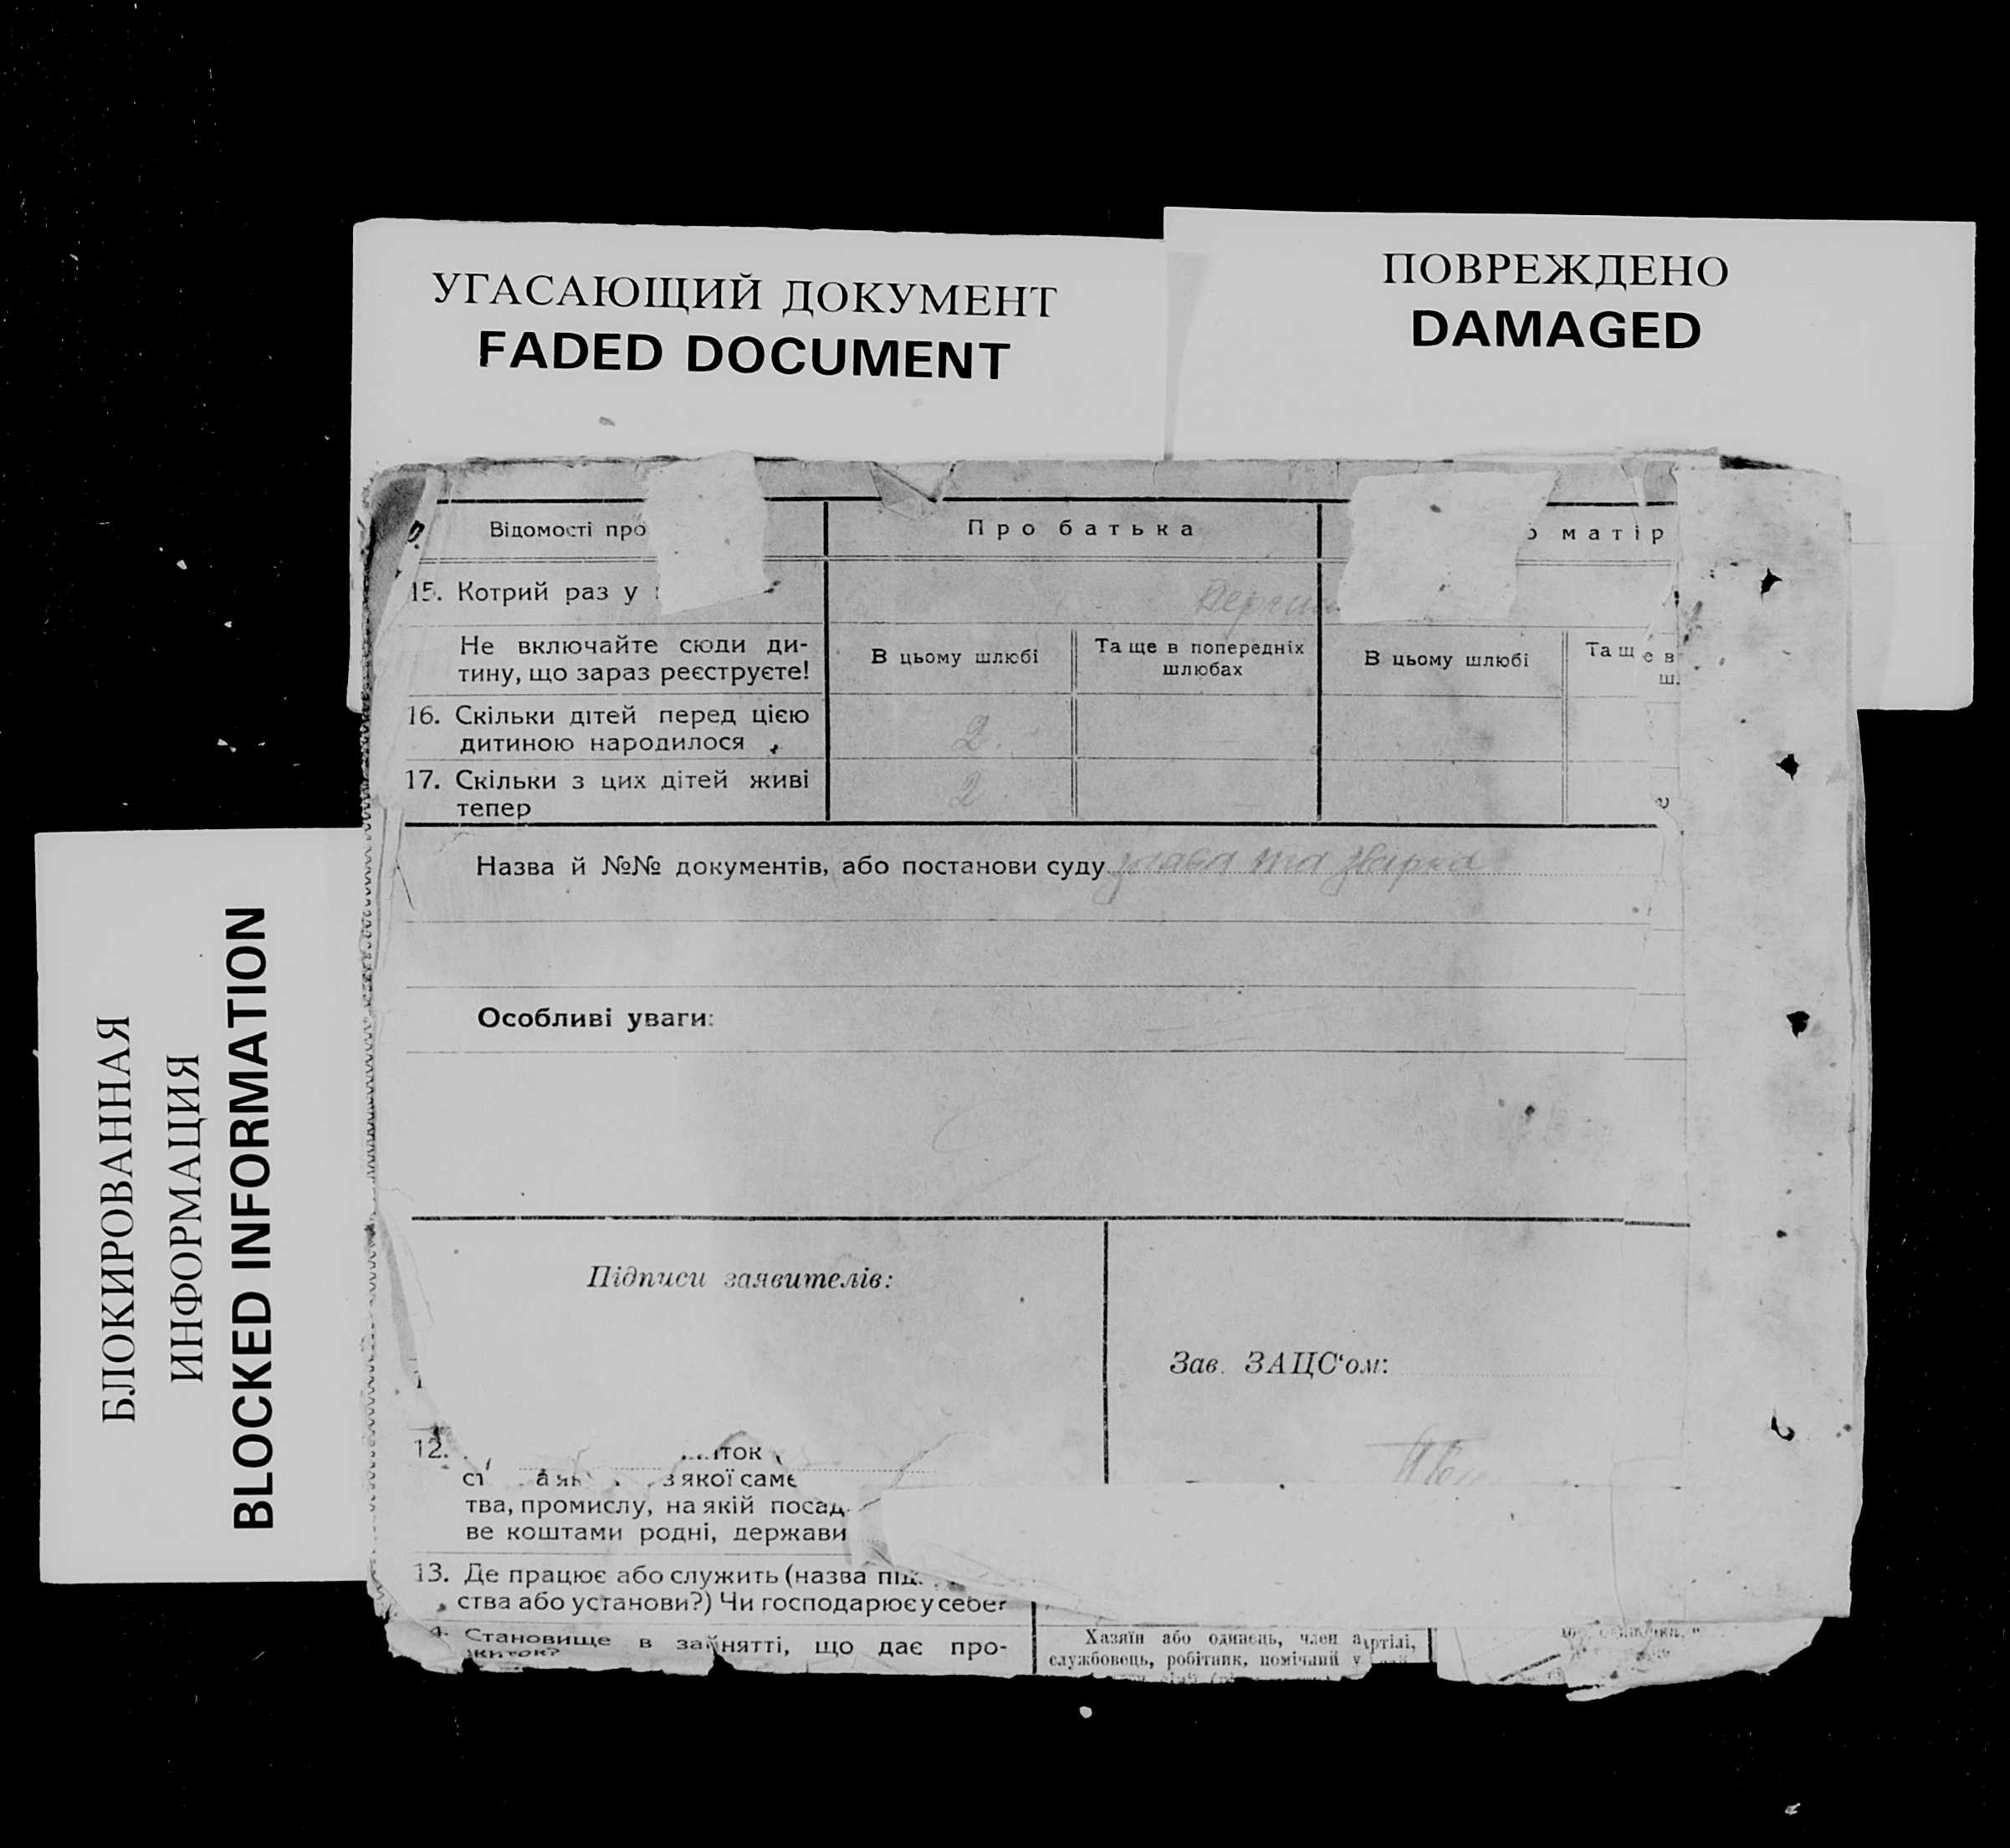 УГАСАЮЩИЙ ДОКУМЕНТ
FADED DOCUMENT
ПОВРЕЖДЕНО
DAMAGED
БЛОКИРОВАННАЯ
ИНФОРМАЦИЯ
BLOCKED INFORMATION
Відомості про
Про батька
матір
15. Котрий раз у
Не включайте сюди ди-
тину, що зараз реєструєте!
В цьому шлюбі
Та ще в попередніх
шлюбах
В цьому шлюбі
Та ще в
ш
16. Скільки дітей перед цією
дитиною народилося
2.
17. Скільки з цих дітей живі
тепер
2
Назва й №№ документів, або постанови суду
та
Особливі уваги:
Підписи заявителів:
Зав. ЗАЦС‘ом:
12.
якої саме
тва, промислу, на якій посад
ве коштами родні, держави
13. Де працює або служить (назва під
ства або установи?) Чи господарює у себе
Становище в зайнятті, що дає про-
житок?
Хазяїн або одинець, член артілі,
службовець, робітник, помічний у